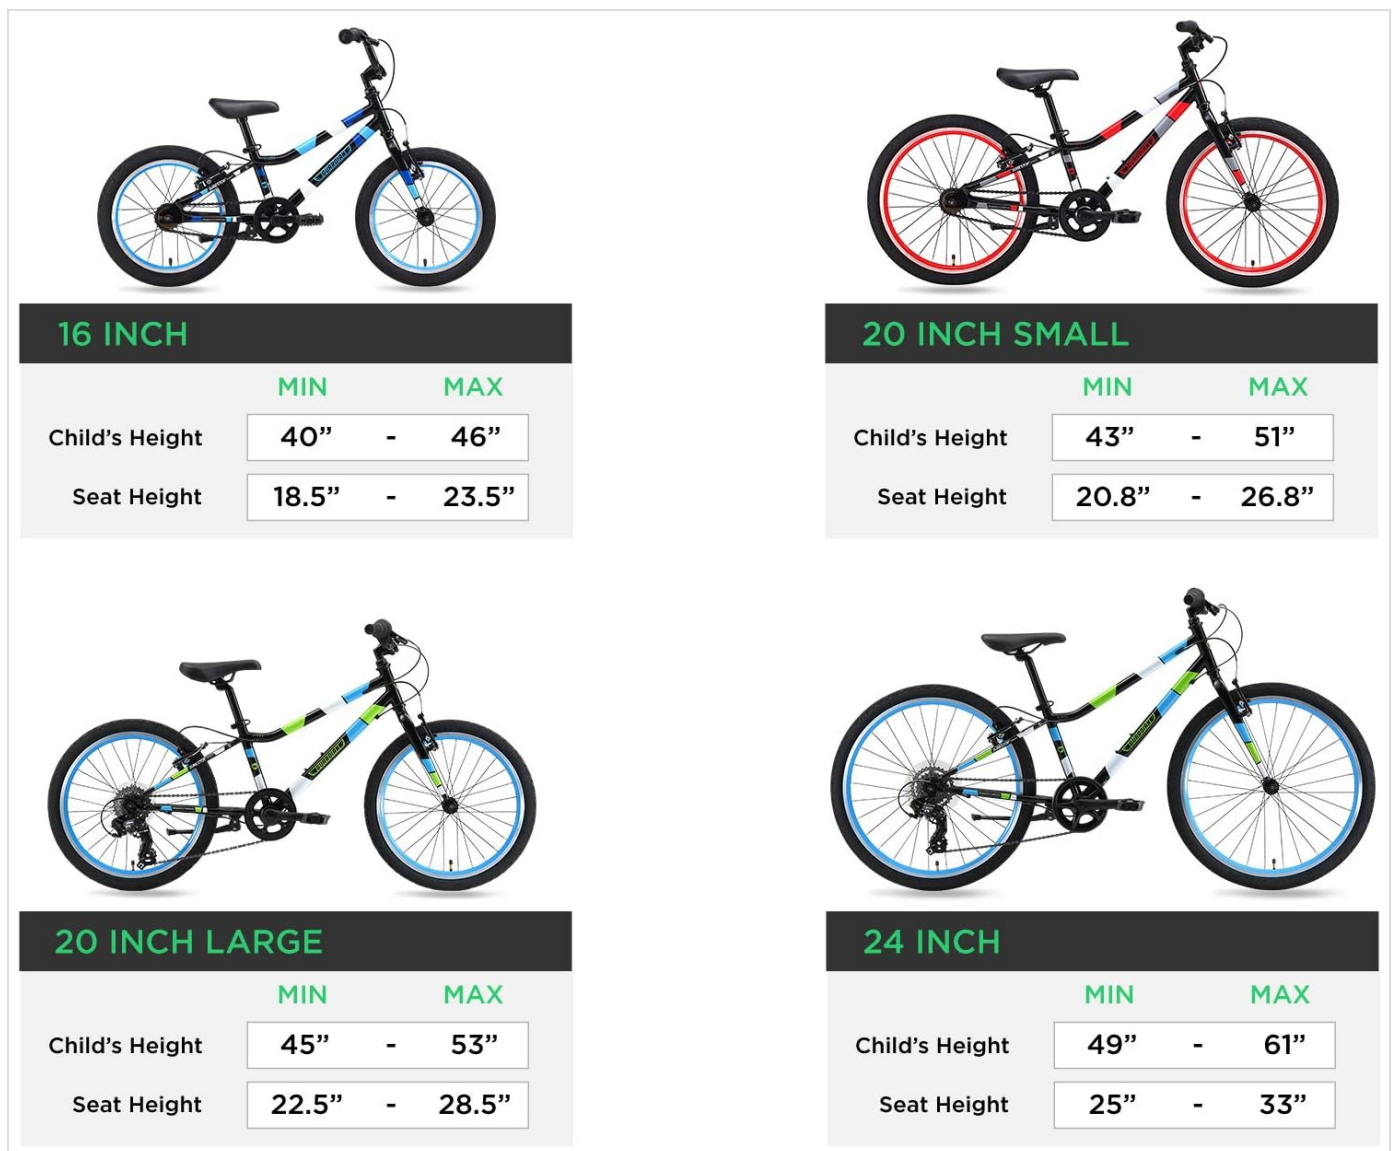 16 INCH
MIN MAX
Child’s Height 40” - 46”
Seat Height 18.5” - 23.5”
20 INCH SMALL
MIN MAX
Child’s Height 43” - 51”
Seat Height 20.8” - 26.8”
20 INCH LARGE
MIN MAX
Child’s Height 45” - 53”
Seat Height 22.5” - 28.5”
24 INCH
MIN MAX
Child’s Height 49” - 61”
Seat Height 25” - 33”